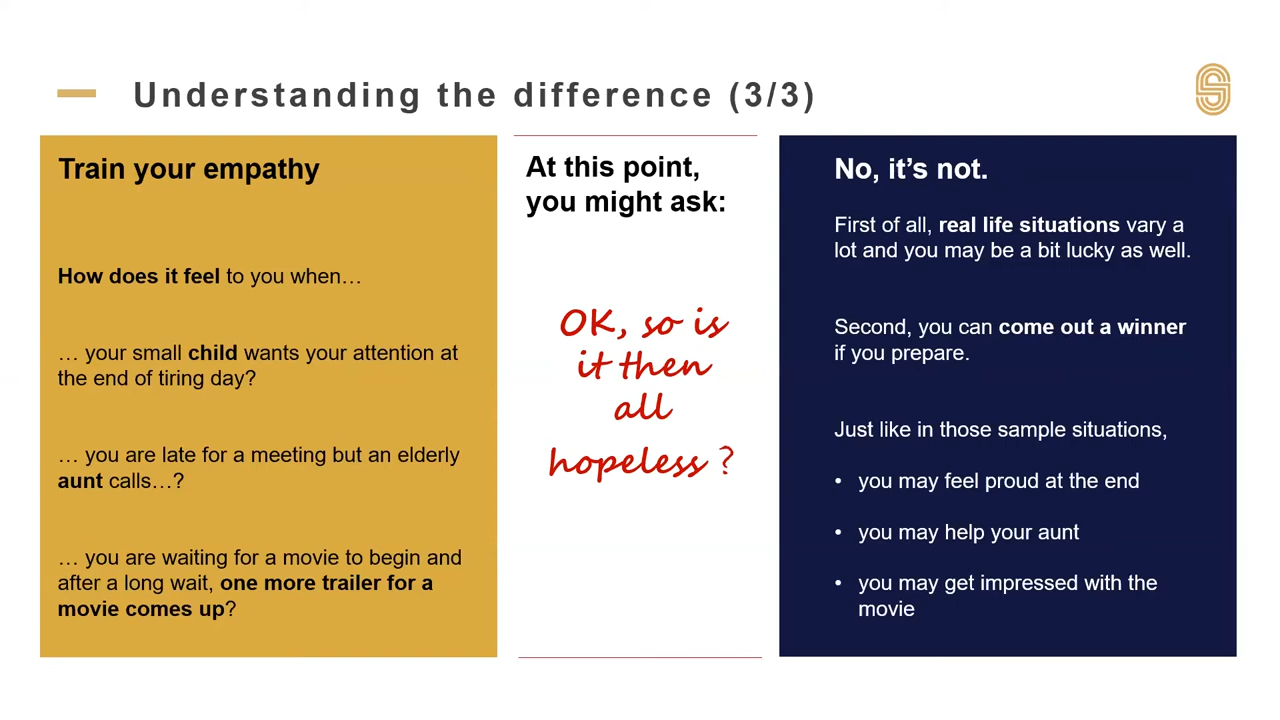 Understanding the difference (3/3)
Train your empathy
How does it feel to you when…
… your small child wants your attention at
the end of tiring day?
… you are late for a meeting but an elderly
aunt calls…?
… you are waiting for a movie to begin and
after a long wait, one more trailer for a
movie comes up?
At this point,
you might ask:
OK, so is
it then
all
hopeless ?
No, it’s not.
First of all, real life situations vary a
lot and you may be a bit lucky as well.
Second, you can come out a winner
if you prepare.
Just like in those sample situations,
• you may feel proud at the end
• you may help your aunt
• you may get impressed with the
movie